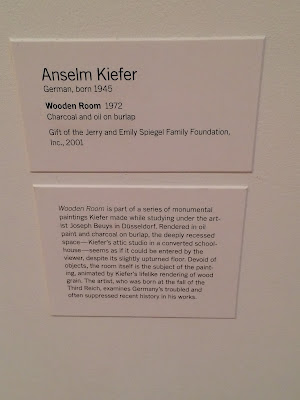 Anselm Kiefer
German, born 1945
Wooden Room 1972
Charcoal and oil on burlap
Gift of the Jerry and Emily Spiegel Family Foundation,
Inc., 2001
Wooden Room is part of a series of monumental
paintings Kiefer made while studying under the art-
ist Joseph Beuys in Düsseldorf. Rendered in oil
paint and charcoal on burlap, the deeply recessed
space—Kiefer's attic studio in a converted school-
house—seems as if it could be entered by the
viewer, despite its slightly upturned floor. Devoid of
objects, the room itself is the subject of the paint-
ing, animated by Kiefer's lifelike rendering of wood
grain. The artist, who was born at the fall of the
Third Reich, examines Germany's troubled and
often suppressed recent history in his works.